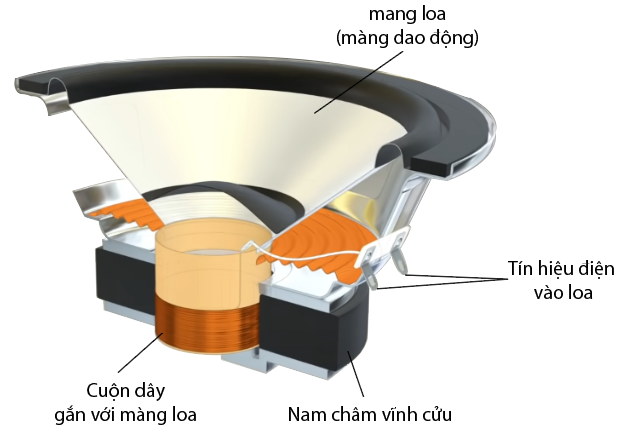 mang loa
(màng dao động)
Tín hiệu điện
vào loa
Cuộn dây
gắn với màng loa
Nam châm vĩnh cửu